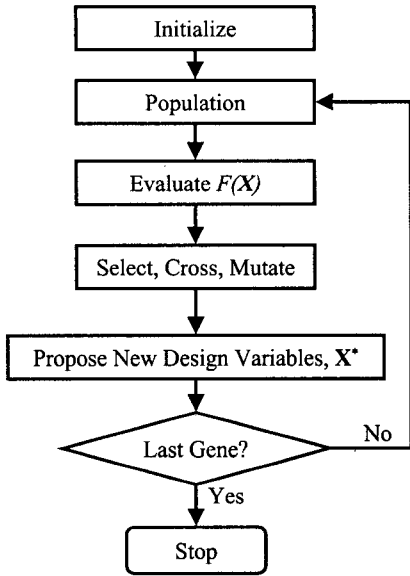 Initialize
Population
Evaluate F(X)
Select, Cross, Mutate
Propose New Design Variables, X*
Last Gene?
No
Yes
Stop